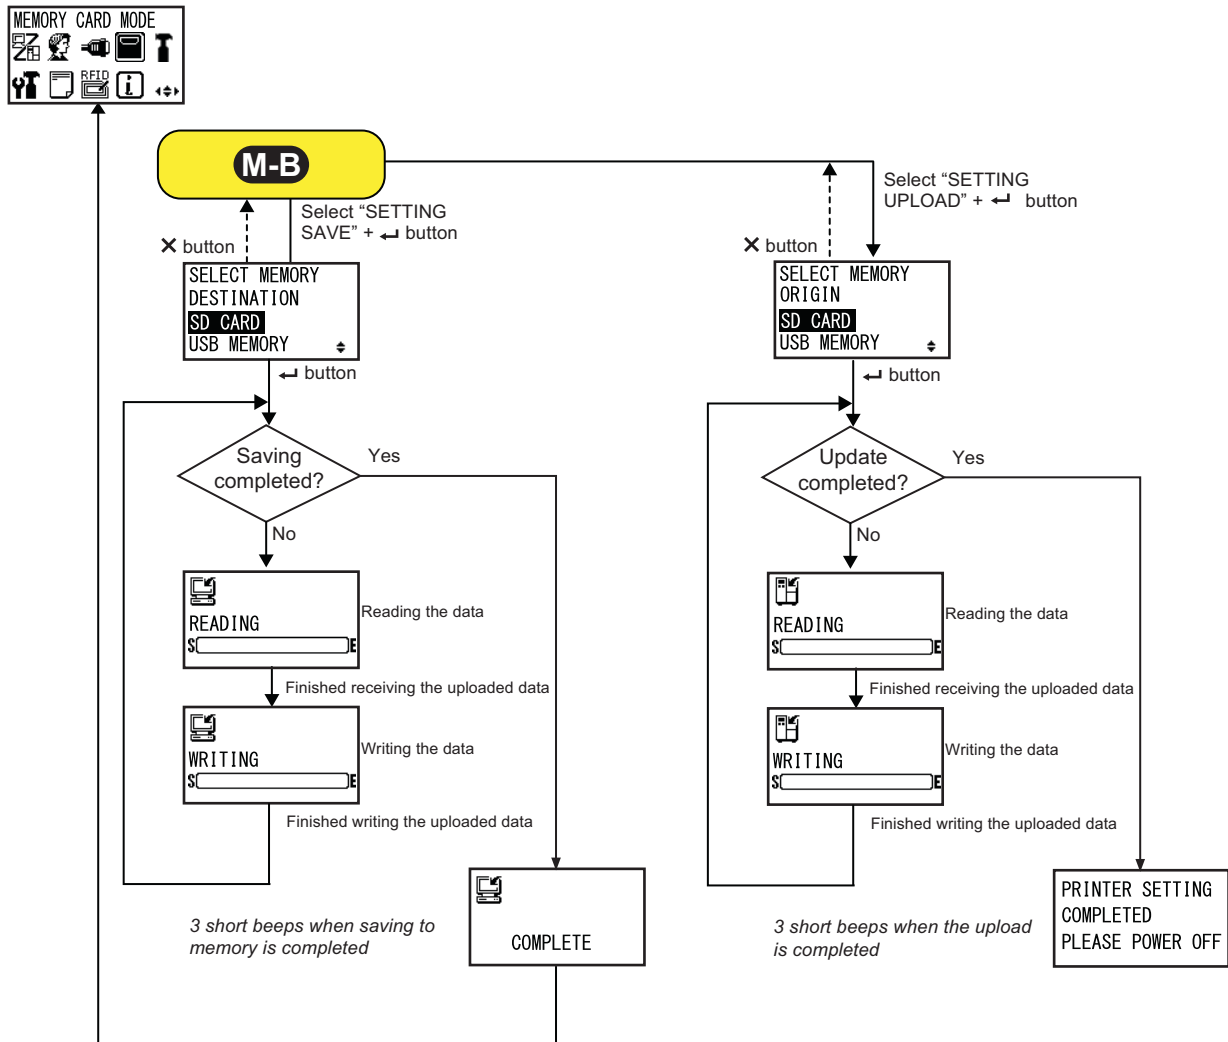 MEMORY CARD MODE
RFID
i
M-B
Select “SETTING
SAVE” + ↵ button
✕ button
SELECT MEMORY
DESTINATION
SD CARD
USB MEMORY
↵ button
Saving
completed?
Yes
No
READING
S E
Reading the data
Finished receiving the uploaded data
WRITING
S E
Writing the data
Finished writing the uploaded data
3 short beeps when saving to
memory is completed
COMPLETE
Select “SETTING
UPLOAD” + ↵ button
✕ button
SELECT MEMORY
ORIGIN
SD CARD
USB MEMORY
↵ button
Update
completed?
Yes
No
READING
S E
Reading the data
Finished receiving the uploaded data
WRITING
S E
Writing the data
Finished writing the uploaded data
3 short beeps when the upload
is completed
PRINTER SETTING
COMPLETED
PLEASE POWER OFF